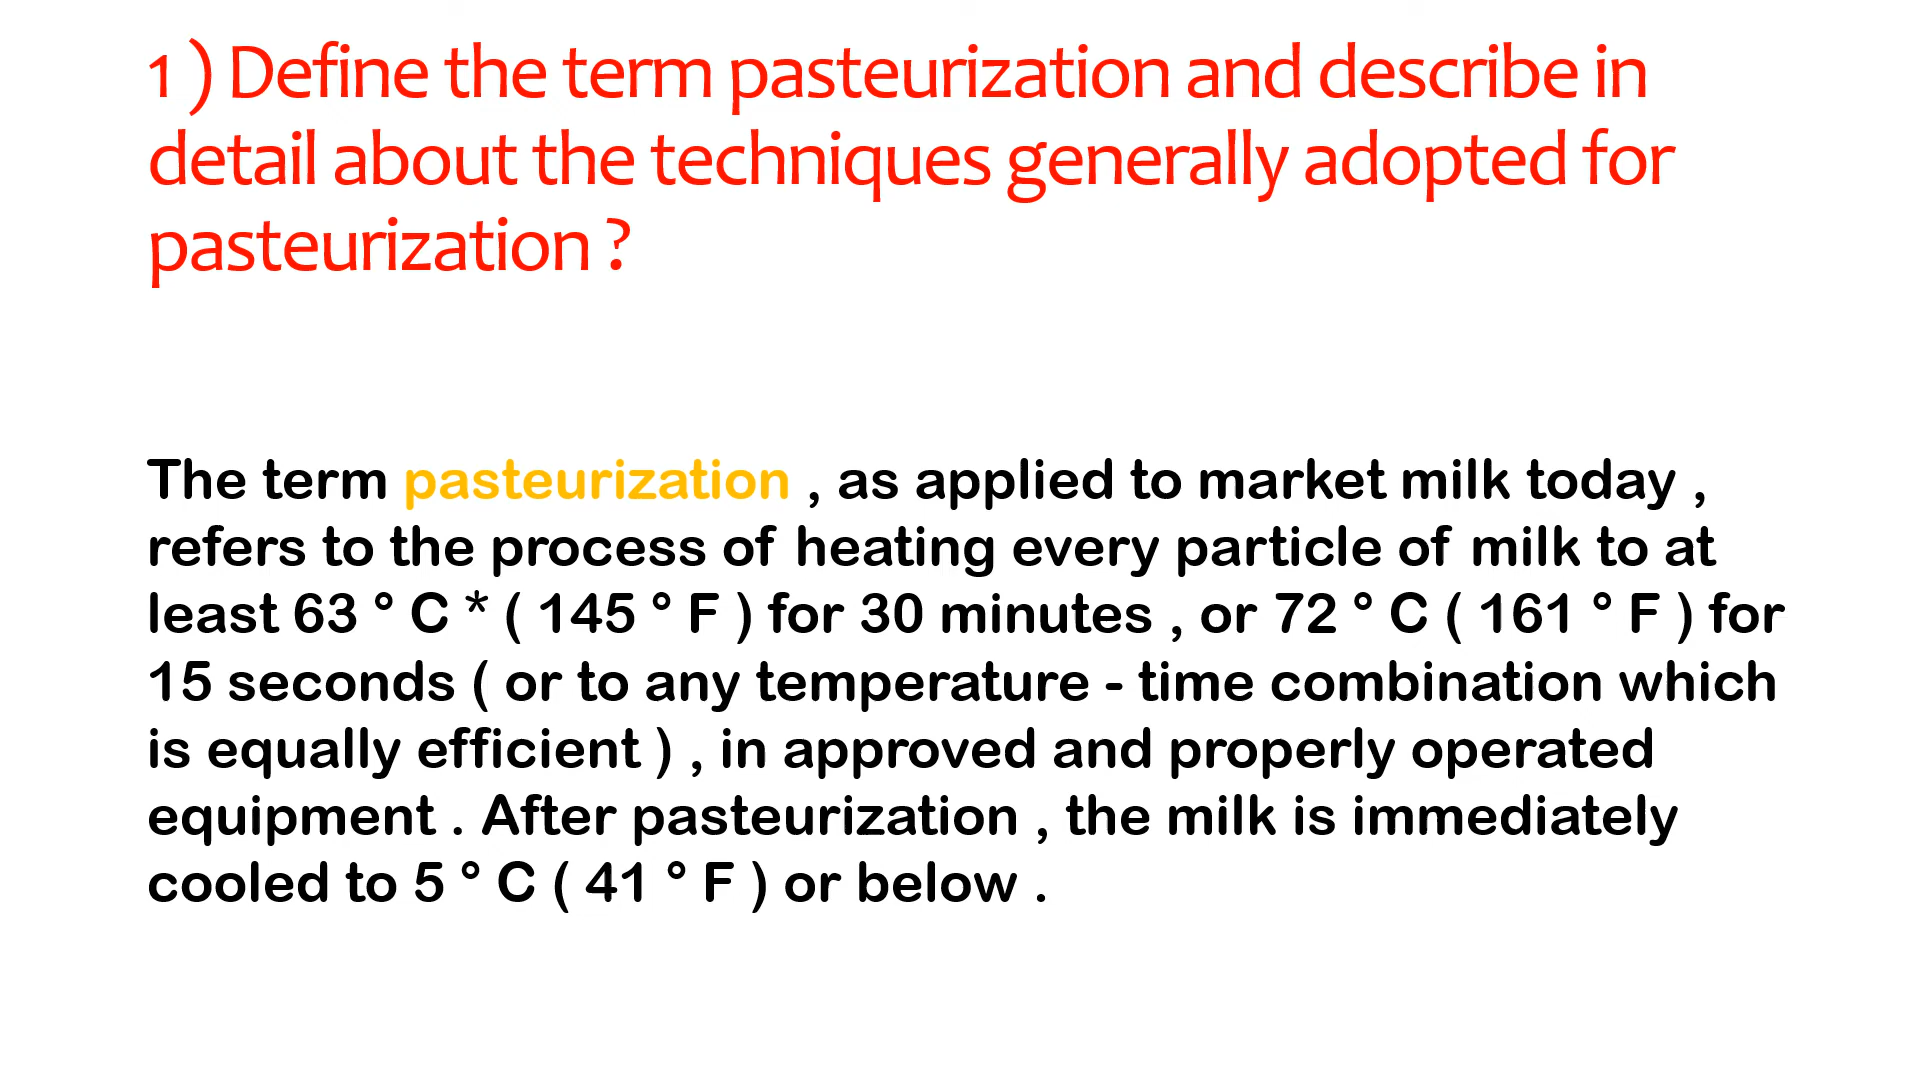 1 ) Define the term pasteurization and describe in
detail about the techniques generally adopted for
pasteurization ?
The term pasteurization , as applied to market milk today ,
refers to the process of heating every particle of milk to at
least 63 ° C * ( 145 ° F ) for 30 minutes , or 72 ° C ( 161 ° F ) for
15 seconds ( or to any temperature - time combination which
is equally efficient ) , in approved and properly operated
equipment . After pasteurization , the milk is immediately
cooled to 5 ° C ( 41 ° F ) or below .